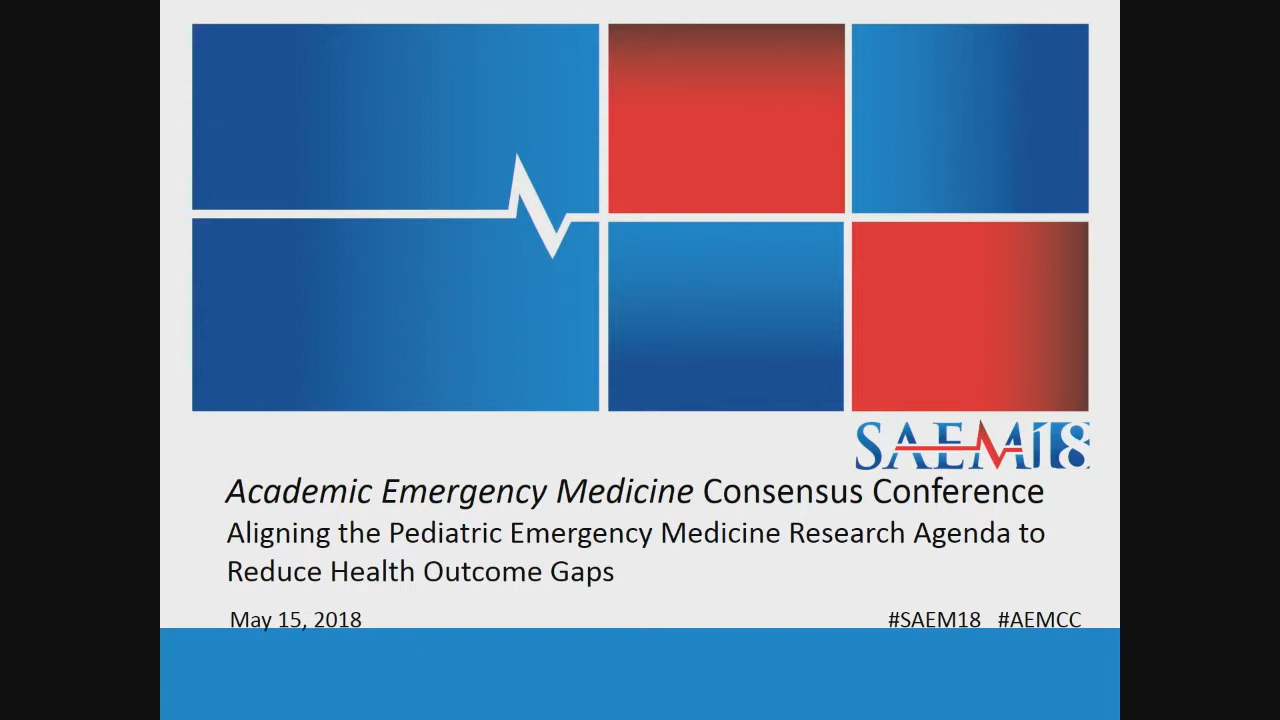 SAEM18
Academic Emergency Medicine Consensus Conference
Aligning the Pediatric Emergency Medicine Research Agenda to
Reduce Health Outcome Gaps
May 15, 2018 #SAEM18 #AEMCC